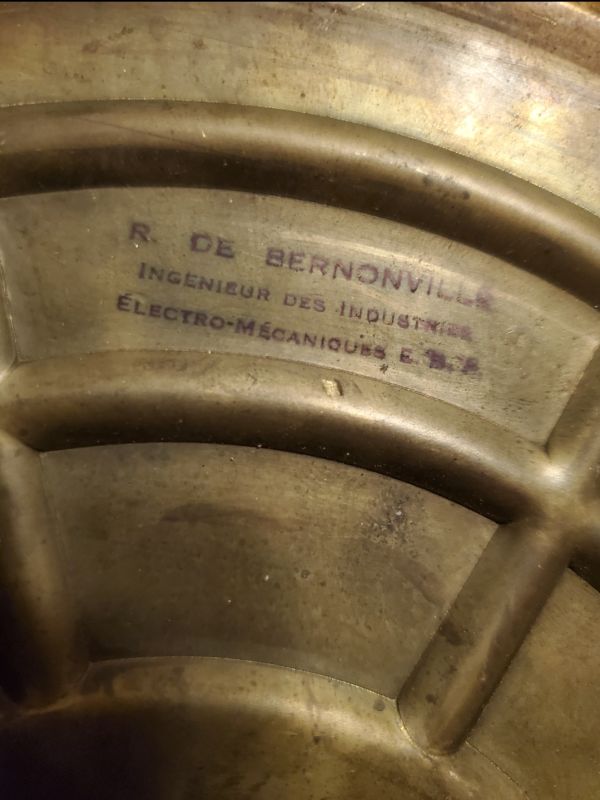 R. DE BERNONVILLE
INGENIEUR DES INDUSTRIES
ÉLECTRO-MÉCANIQUES E. B. P.